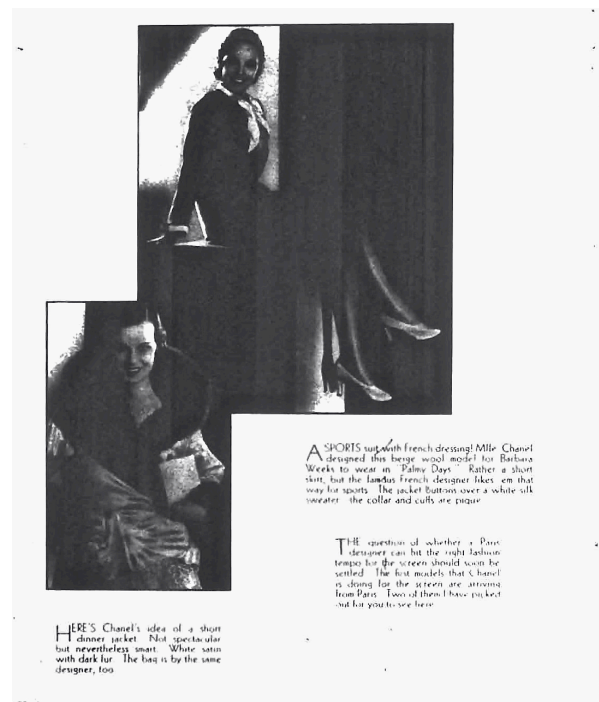 A SPORTS suit with French dressing! Mlle Chanel
designed this beige wool model for Barbara
Weeks to wear in "Palmy Days." Rather a short
skirt, but the famous French designer likes 'em that
way for sports. The jacket buttons over a white silk
sweater the collar and cuffs are pique
THE question of whether a Paris
designer can hit the right fashion
tempo for the screen should soon be
settled. The first models that Chanel
is doing for the screen are arriving
from Paris. Two of them I have picked
out for you to see here
HERE'S Chanel's idea of a short
dinner jacket. Not spectacular
but nevertheless smart. White satin
with dark fur. The bag is by the same
designer, too